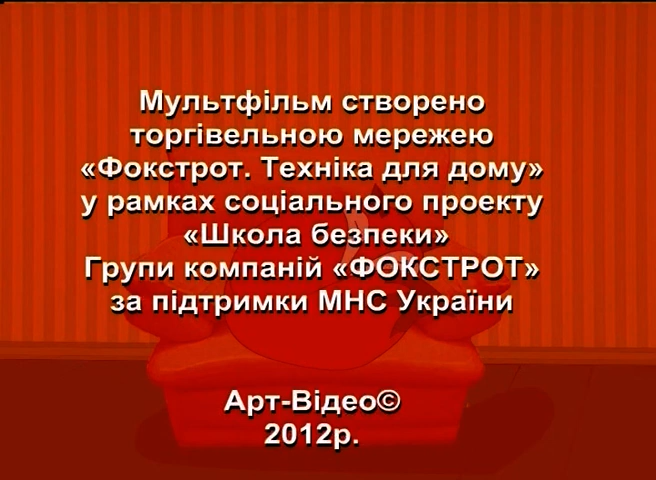 Мультфільм створено
торгівельною мережею
«Фокстрот. Техніка для дому»
у рамках соціального проекту
«Школа безпеки»
Групи компаній «ФОКСТРОТ»
за підтримки МНС України
Арт-Відео©
2012р.